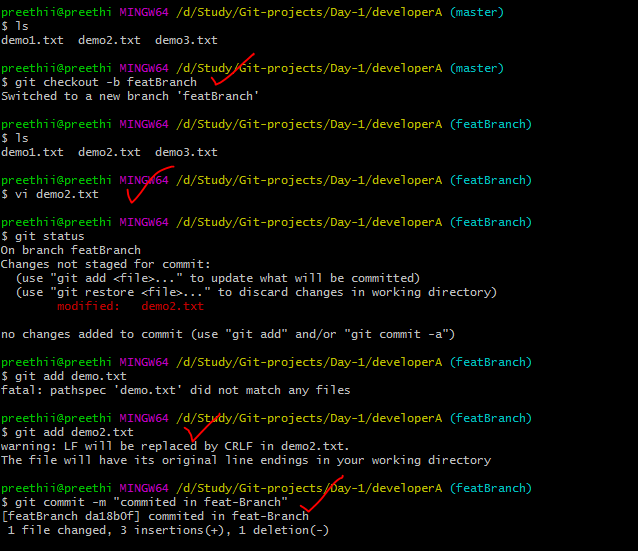 preethii@preethi MINGW64 /d/Study/Git-projects/Day-1/developerA (master)
$ ls
demo1.txt  demo2.txt  demo3.txt
preethii@preethi MINGW64 /d/Study/Git-projects/Day-1/developerA (master)
$ git checkout -b featBranch
Switched to a new branch 'featBranch'
preethii@preethi MINGW64 /d/Study/Git-projects/Day-1/developerA (featBranch)
$ ls
demo1.txt  demo2.txt  demo3.txt
preethii@preethi MINGW64 /d/Study/Git-projects/Day-1/developerA (featBranch)
$ vi demo2.txt
preethii@preethi MINGW64 /d/Study/Git-projects/Day-1/developerA (featBranch)
$ git status
On branch featBranch
Changes not staged for commit:
  (use "git add <file>..." to update what will be committed)
  (use "git restore <file>..." to discard changes in working directory)
        modified:   demo2.txt
no changes added to commit (use "git add" and/or "git commit -a")
preethii@preethi MINGW64 /d/Study/Git-projects/Day-1/developerA (featBranch)
$ git add demo.txt
fatal: pathspec 'demo.txt' did not match any files
preethii@preethi MINGW64 /d/Study/Git-projects/Day-1/developerA (featBranch)
$ git add demo2.txt
warning: LF will be replaced by CRLF in demo2.txt.
The file will have its original line endings in your working directory
preethii@preethi MINGW64 /d/Study/Git-projects/Day-1/developerA (featBranch)
$ git commit -m "commited in feat-Branch"
[featBranch da18b0f] commited in feat-Branch
 1 file changed, 3 insertions(+), 1 deletion(-)